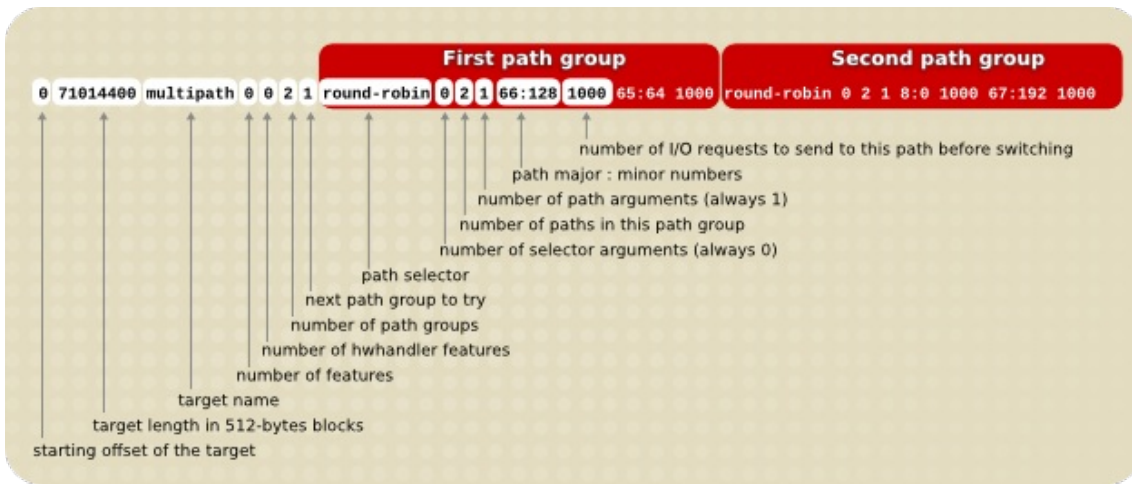 First path group Second path group
0 71014400 multipath 0 0 2 1 round-robin 0 2 1 66:128 1000 65:64 1000 round-robin 0 2 1 8:0 1000 67:192 1000
number of I/O requests to send to this path before switching
path major : minor numbers
number of path arguments (always 1)
number of paths in this path group
number of selector arguments (always 0)
path selector
next path group to try
number of path groups
number of hwhandler features
number of features
target name
target length in 512-bytes blocks
starting offset of the target